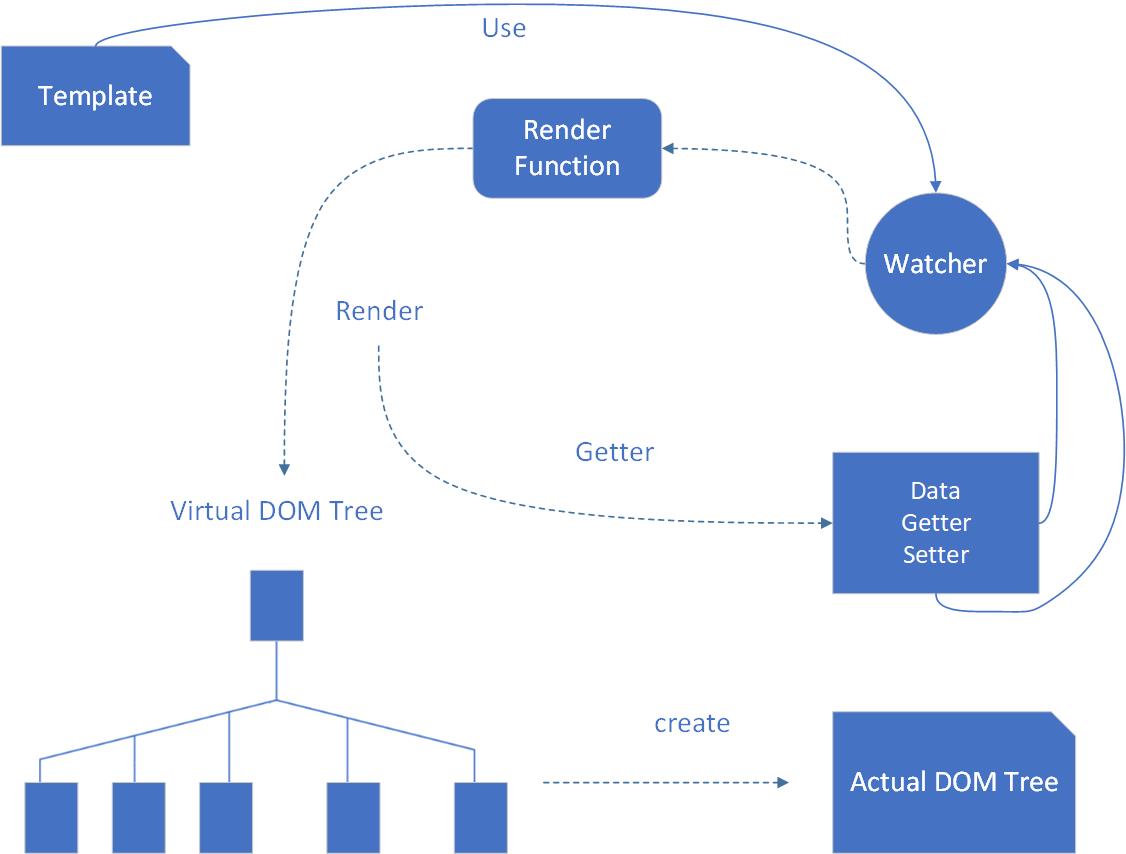 Use
Template
Render
Function
Watcher
Render
Getter
Virtual DOM Tree
Data
Getter
Setter
create
Actual DOM Tree